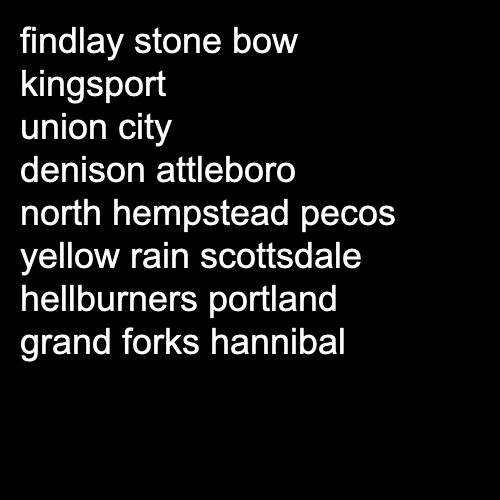 findlay stone bow
kingsport
union city
denison attleboro
north hempstead pecos
yellow rain scottsdale
hellburners portland
grand forks hannibal